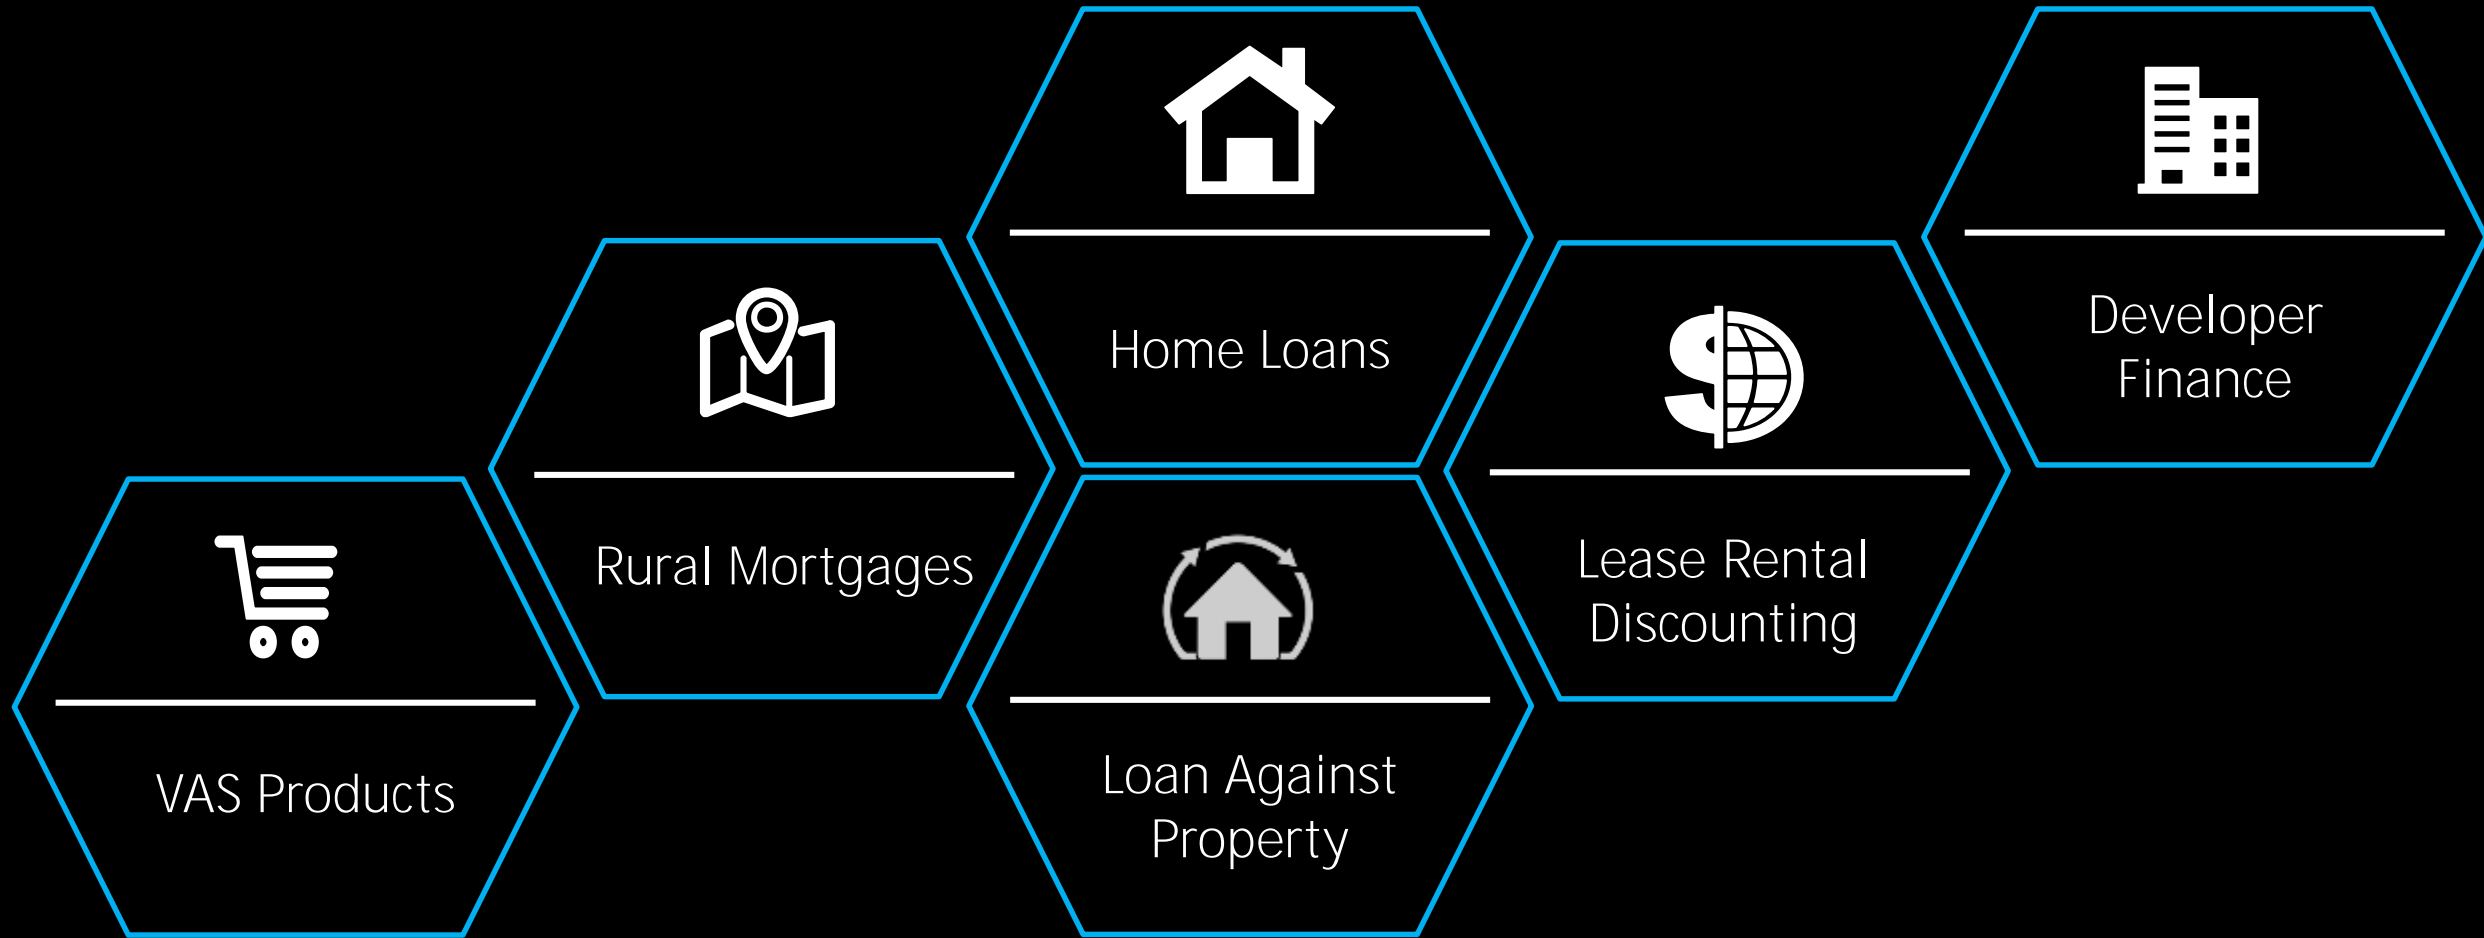 VAS Products
Rural Mortgages
Home Loans
Loan Against
Property
Lease Rental
Discounting
Developer
Finance